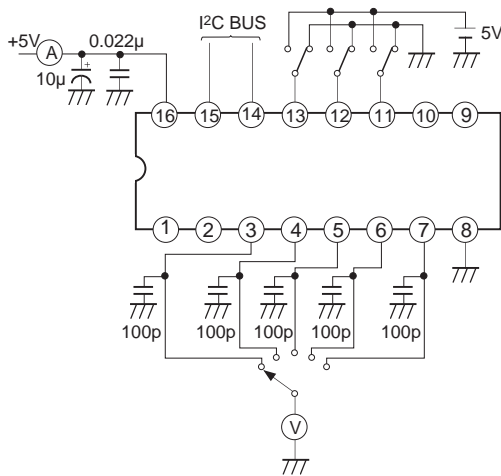 I²C BUS
+5V A 0.022μ
5V
10μ +
16 15 14 13 12 11 10 9
1 2 3 4 5 6 7 8
100p 100p 100p 100p 100p
V